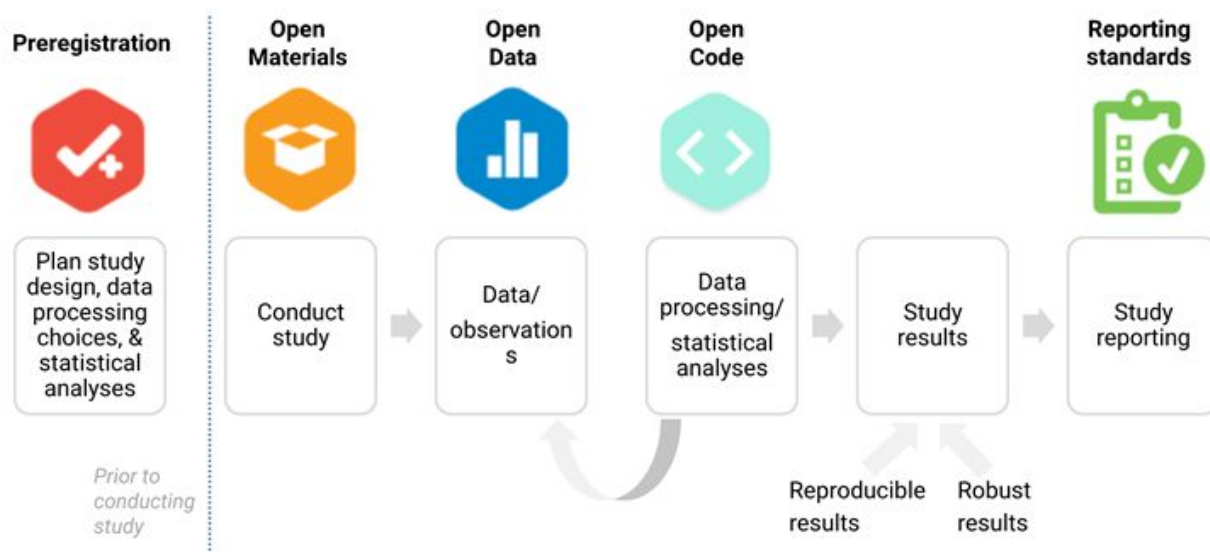 Preregistration
Open
Materials
Open
Data
Open
Code
Reporting
standards
Plan study
design, data
processing
choices, &
statistical
analyses
Conduct
study
Data/
observation
s
Data
processing/
statistical
analyses
Study
results
Study
reporting
Prior to
conducting
study
Reproducible
results
Robust
results